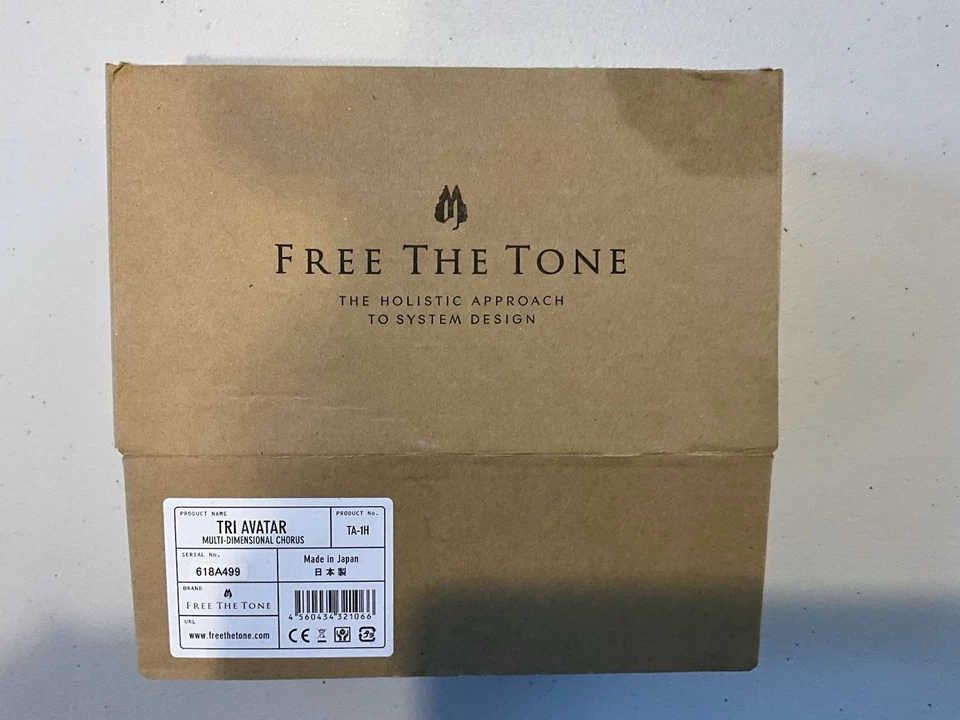 FREE THE TONE
THE HOLISTIC APPROACH
TO SYSTEM DESIGN
PRODUCT NAME
TRI AVATAR
MULTI-DIMENSIONAL CHORUS
PRODUCT No.
TA-1H
SERIAL No.
618A499
Made in Japan
日本製
BRAND
FREE THE TONE
URL
www.freethetone.com
4 560434 321066
CE